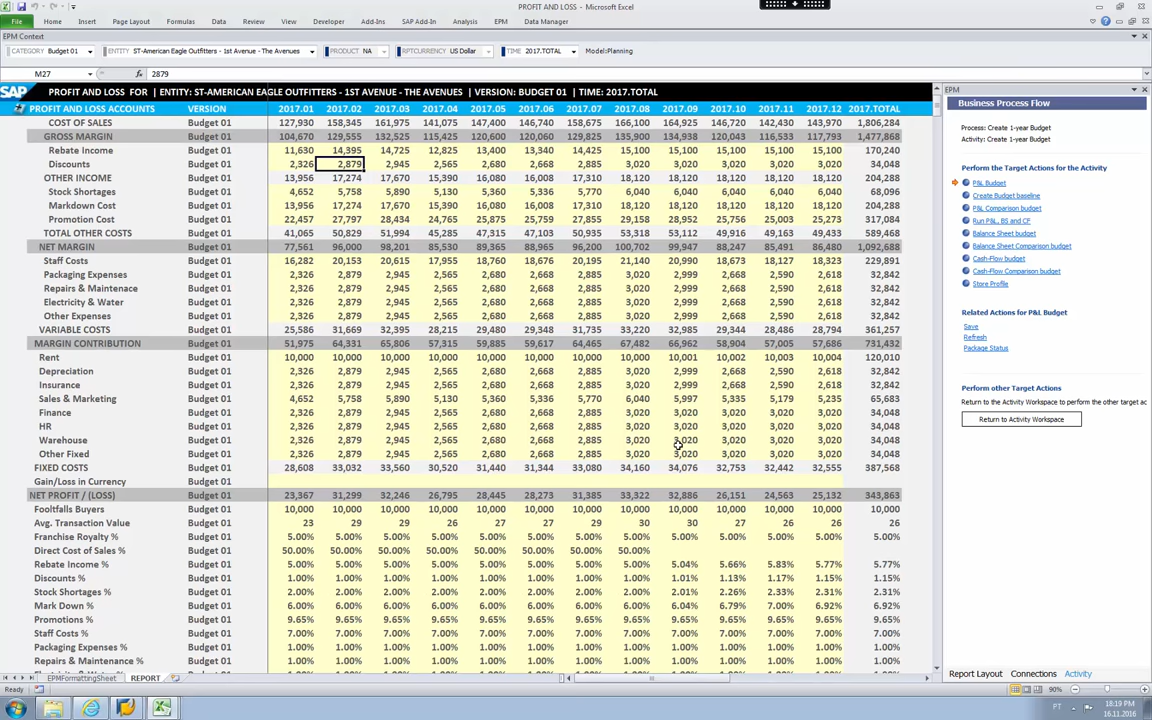 PROFIT AND LOSS - Microsoft Excel
File Home Insert Page Layout Formulas Data Review View Developer Add-Ins SAP Add-In Analysis EPM Data Manager
EPM Context
CATEGORY Budget 01 ENTITY ST-American Eagle Outfitters - 1st Avenue - The Avenues PRODUCT NA RPTCURRENCY US Dollar TIME 2017.TOTAL Model:Planning
M27 fx 2879
SAP PROFIT AND LOSS FOR | ENTITY: ST-AMERICAN EAGLE OUTFITTERS - 1ST AVENUE - THE AVENUES | VERSION: BUDGET 01 | TIME: 2017.TOTAL
PROFIT AND LOSS ACCOUNTS VERSION 2017.01 2017.02 2017.03 2017.04 2017.05 2017.06 2017.07 2017.08 2017.09 2017.10 2017.11 2017.12 2017.TOTAL
COST OF SALES Budget 01 127,930 158,345 161,975 141,075 147,400 146,740 158,675 166,100 164,925 146,720 142,430 143,970 1,806,284
GROSS MARGIN Budget 01 104,670 129,555 132,525 115,425 120,600 120,060 129,825 135,900 134,938 120,043 116,533 117,793 1,477,868
Rebate Income Budget 01 11,630 14,395 14,725 12,825 13,400 13,340 14,425 15,100 15,100 15,100 15,100 15,100 170,240
Discounts Budget 01 2,326 2,879 2,945 2,565 2,680 2,668 2,885 3,020 3,020 3,020 3,020 3,020 34,048
OTHER INCOME Budget 01 13,956 17,274 17,670 15,390 16,080 16,008 17,310 18,120 18,120 18,120 18,120 18,120 204,288
Stock Shortages Budget 01 4,652 5,758 5,890 5,130 5,360 5,336 5,770 6,040 6,040 6,040 6,040 6,040 68,096
Markdown Cost Budget 01 13,956 17,274 17,670 15,390 16,080 16,008 17,310 18,120 18,120 18,120 18,120 18,120 204,288
Promotion Cost Budget 01 22,457 27,797 28,434 24,765 25,875 25,759 27,855 29,158 28,952 25,756 25,003 25,273 317,084
TOTAL OTHER COSTS Budget 01 41,065 50,829 51,994 45,285 47,315 47,103 50,935 53,318 53,112 49,916 49,163 49,433 589,468
NET MARGIN Budget 01 77,561 96,000 98,201 85,530 89,365 88,965 96,200 100,702 99,947 88,247 85,491 86,480 1,092,688
Staff Costs Budget 01 16,282 20,153 20,615 17,955 18,760 18,676 20,195 21,140 20,990 18,673 18,127 18,323 229,891
Packaging Expenses Budget 01 2,326 2,879 2,945 2,565 2,680 2,668 2,885 3,020 2,999 2,668 2,590 2,618 32,842
Repairs & Maintenance Budget 01 2,326 2,879 2,945 2,565 2,680 2,668 2,885 3,020 2,999 2,668 2,590 2,618 32,842
Electricity & Water Budget 01 2,326 2,879 2,945 2,565 2,680 2,668 2,885 3,020 2,999 2,668 2,590 2,618 32,842
Other Expenses Budget 01 2,326 2,879 2,945 2,565 2,680 2,668 2,885 3,020 2,999 2,668 2,590 2,618 32,842
VARIABLE COSTS Budget 01 25,586 31,669 32,395 28,215 29,480 29,348 31,735 33,220 32,985 29,344 28,486 28,794 361,257
MARGIN CONTRIBUTION Budget 01 51,975 64,331 65,806 57,315 59,885 59,617 64,465 67,482 66,962 58,904 57,005 57,686 731,432
Rent Budget 01 10,000 10,000 10,000 10,000 10,000 10,000 10,000 10,000 10,001 10,002 10,003 10,004 120,010
Depreciation Budget 01 2,326 2,879 2,945 2,565 2,680 2,668 2,885 3,020 2,999 2,668 2,590 2,618 32,842
Insurance Budget 01 2,326 2,879 2,945 2,565 2,680 2,668 2,885 3,020 2,999 2,668 2,590 2,618 32,842
Sales & Marketing Budget 01 4,652 5,758 5,890 5,130 5,360 5,336 5,770 6,040 5,997 5,335 5,179 5,235 65,683
Finance Budget 01 2,326 2,879 2,945 2,565 2,680 2,668 2,885 3,020 3,020 3,020 3,020 3,020 34,048
HR Budget 01 2,326 2,879 2,945 2,565 2,680 2,668 2,885 3,020 3,020 3,020 3,020 3,020 34,048
Warehouse Budget 01 2,326 2,879 2,945 2,565 2,680 2,668 2,885 3,020 3,020 3,020 3,020 3,020 34,048
Other Fixed Budget 01 2,326 2,879 2,945 2,565 2,680 2,668 2,885 3,020 3,020 3,020 3,020 3,020 34,048
FIXED COSTS Budget 01 28,608 33,032 33,560 30,520 31,440 31,344 33,080 34,160 34,076 32,753 32,442 32,555 387,568
Gain/Loss in Currency Budget 01
NET PROFIT / (LOSS) Budget 01 23,367 31,299 32,246 26,795 28,445 28,273 31,385 33,322 32,886 26,151 24,563 25,132 343,863
Footfalls Buyers Budget 01 10,000 10,000 10,000 10,000 10,000 10,000 10,000 10,000 10,000 10,000 10,000 10,000 10,000
Avg. Transaction Value Budget 01 23 29 29 26 27 27 29 30 30 27 26 26 26
Franchise Royalty % Budget 01 5.00% 5.00% 5.00% 5.00% 5.00% 5.00% 5.00% 5.00% 5.00% 5.00% 5.00% 5.00% 5.00%
Direct Cost of Sales % Budget 01 50.00% 50.00% 50.00% 50.00% 50.00% 50.00% 50.00% 50.00%
Rebate Income % Budget 01 5.00% 5.00% 5.00% 5.00% 5.00% 5.00% 5.00% 5.00% 5.04% 5.66% 5.83% 5.77% 5.77%
Discounts % Budget 01 1.00% 1.00% 1.00% 1.00% 1.00% 1.00% 1.00% 1.00% 1.01% 1.13% 1.17% 1.15% 1.15%
Stock Shortages % Budget 01 2.00% 2.00% 2.00% 2.00% 2.00% 2.00% 2.00% 2.00% 2.01% 2.26% 2.33% 2.31% 2.31%
Mark Down % Budget 01 6.00% 6.00% 6.00% 6.00% 6.00% 6.00% 6.00% 6.00% 6.04% 6.79% 7.00% 6.92% 6.92%
Promotions % Budget 01 9.65% 9.65% 9.65% 9.65% 9.65% 9.65% 9.65% 9.65% 9.65% 9.65% 9.65% 9.65% 9.65%
Staff Costs % Budget 01 7.00% 7.00% 7.00% 7.00% 7.00% 7.00% 7.00% 7.00% 7.00% 7.00% 7.00% 7.00% 7.00%
Packaging Expenses % Budget 01 1.00% 1.00% 1.00% 1.00% 1.00% 1.00% 1.00% 1.00% 1.00% 1.00% 1.00% 1.00% 1.00%
Repairs & Maintenance % Budget 01 1.00% 1.00% 1.00% 1.00% 1.00% 1.00% 1.00% 1.00% 1.00% 1.00% 1.00% 1.00% 1.00%
EPMFormattingSheet REPORT
Ready
EPM
Business Process Flow
Process: Create 1-year Budget
Activity: Create 1-year Budget
Perform the Target Actions for the Activity
P&L Budget
Create Budget baseline
P&L Comparison budget
Run P&L, BS and CF
Balance Sheet budget
Balance Sheet Comparison budget
Cash-Flow budget
Cash-Flow Comparison budget
Store Profile
Related Actions for P&L Budget
Save
Refresh
Package Status
Perform other Target Actions
Return to the Activity Workspace to perform the other target ac
Return to Activity Workspace
Report Layout Connections Activity
90%
PT 18:19 PM
16.11.2016